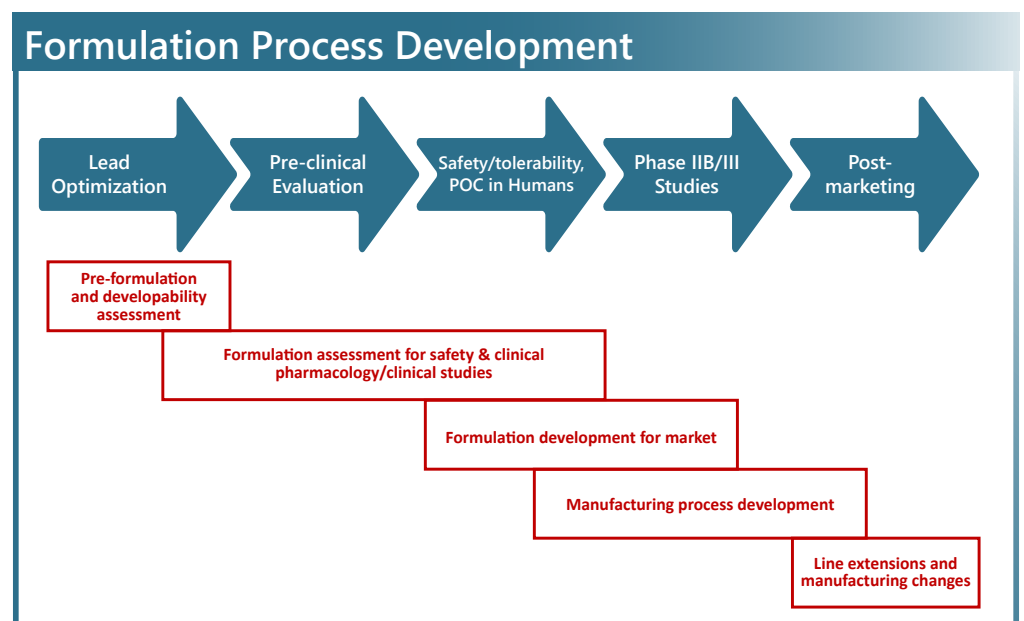 Formulation Process Development
Lead
Optimization
Pre-clinical
Evaluation
Safety/tolerability,
POC in Humans
Phase IIB/III
Studies
Post-
marketing
Pre-formulation
and developability
assessment
Formulation assessment for safety & clinical
pharmacology/clinical studies
Formulation development for market
Manufacturing process development
Line extensions and
manufacturing changes